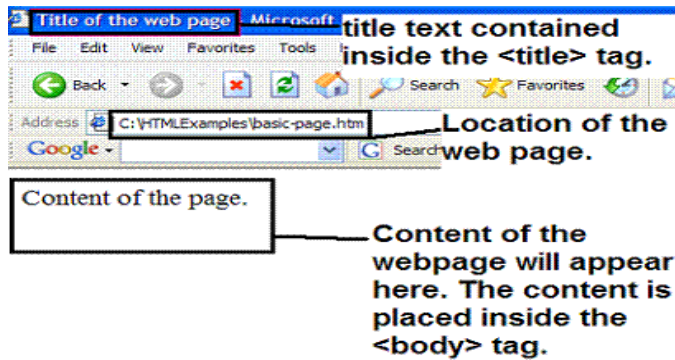 Title of the web page - Microsoft
title text contained
inside the <title> tag.
File Edit View Favorites Tools
Back Search Favorites
Address C:\HTMLExamples\basic-page.htm
Location of the
web page.
Google Search
Content of the page.
Content of the
webpage will appear
here. The content is
placed inside the
<body> tag.